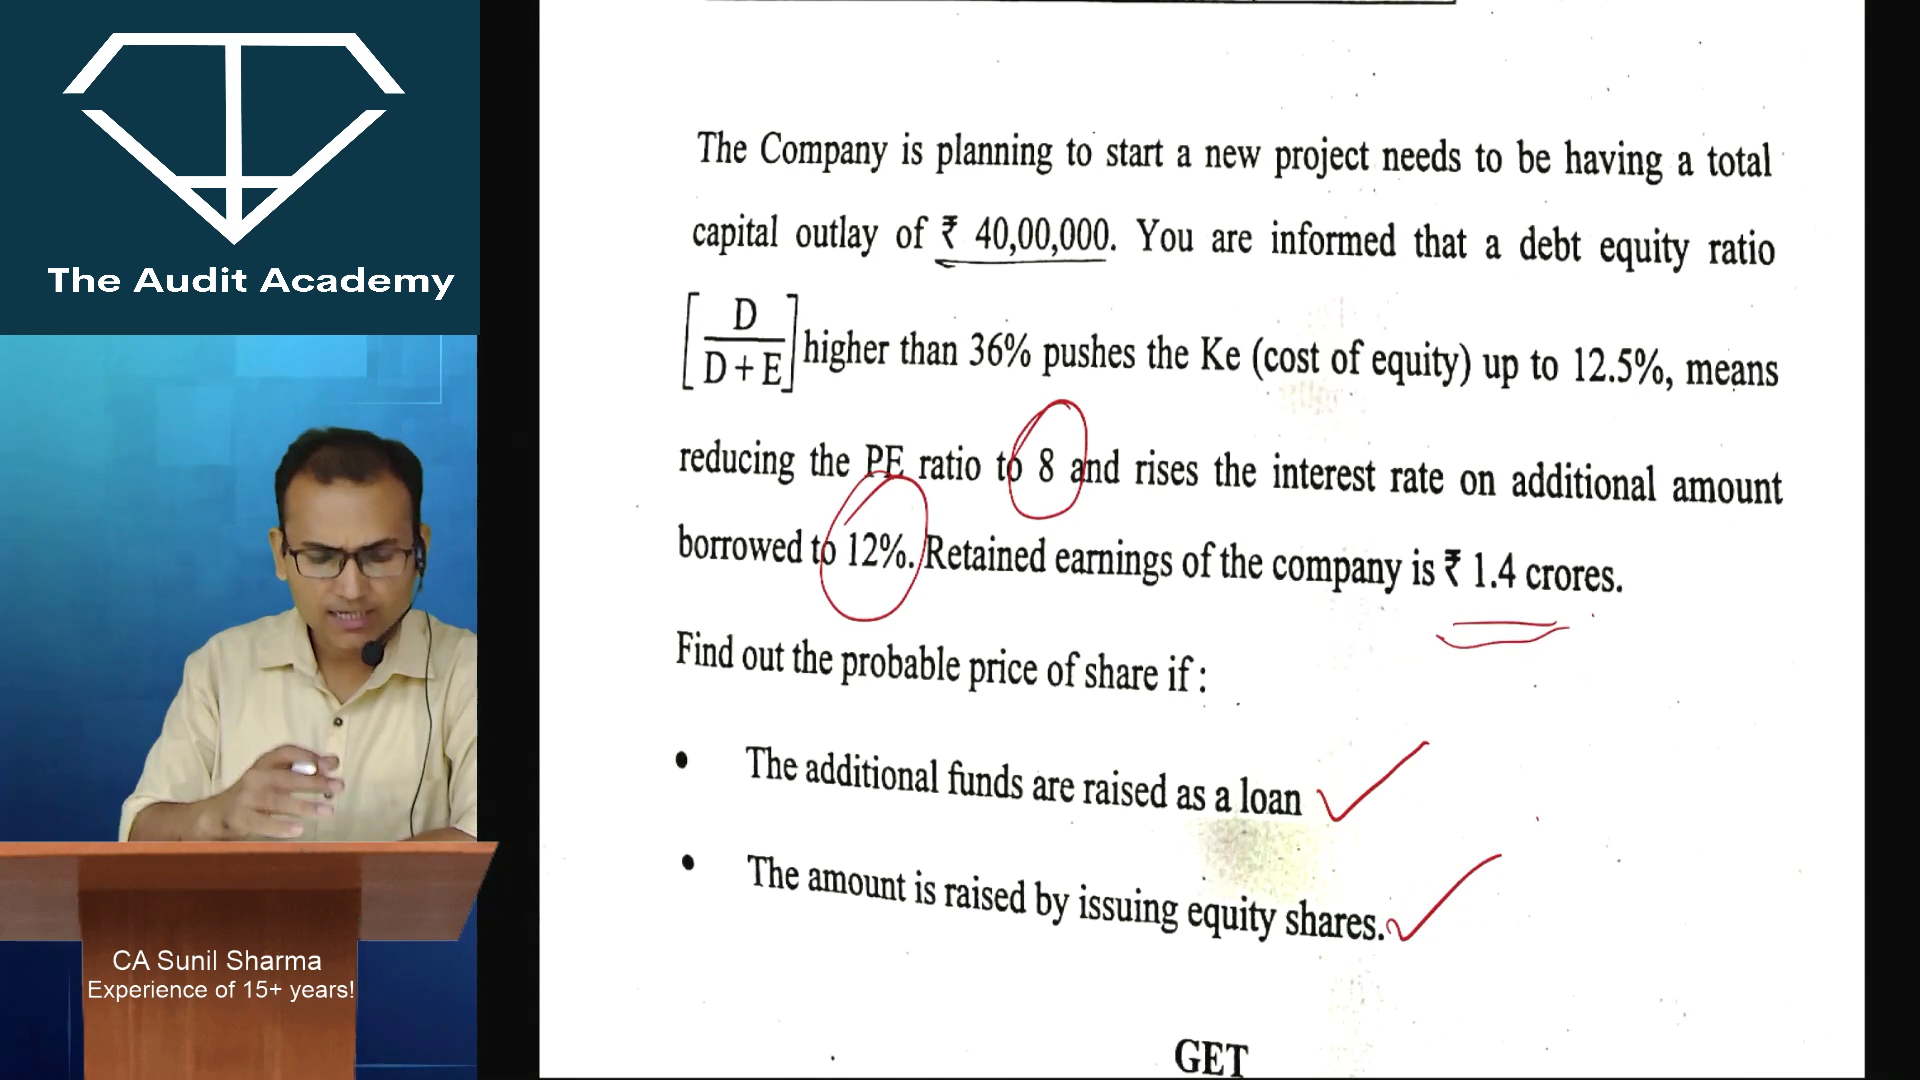 The Audit Academy
CA Sunil Sharma
Experience of 15+ years!
The Company is planning to start a new project needs to be having a total
capital outlay of ₹ 40,00,000. You are informed that a debt equity ratio
[D / D + E] higher than 36% pushes the Ke (cost of equity) up to 12.5%, means
reducing the PE ratio to 8 and rises the interest rate on additional amount
borrowed to 12%. Retained earnings of the company is ₹ 1.4 crores.
Find out the probable price of share if :
• The additional funds are raised as a loan
• The amount is raised by issuing equity shares.
GET